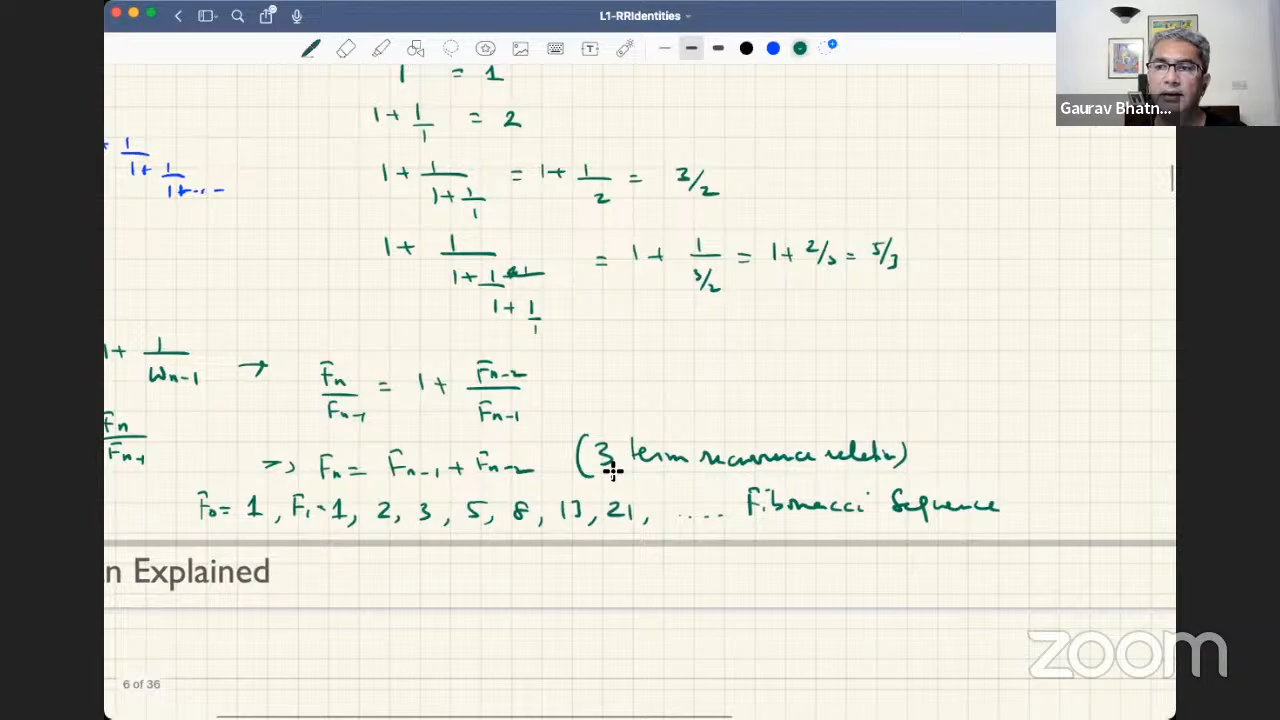 L1-RRIdentities
Gaurav Bhatn...
1 = 1
1 + 1/1 = 2
+ 1/1+ 1/1+...
1 + 1/(1 + 1/1) = 1 + 1/2 = 3/2
1 + 1/(1 + 1/(1 + 1/1)) = 1 + 1/(3/2) = 1 + 2/3 = 5/3
1 + 1/Wn-1 → Fn/Fn-1 = 1 + Fn-2/Fn-1
Fn/Fn-1
=> Fn = Fn-1 + Fn-2 (3 term recurrence relation)
F0 = 1, F1 = 1, 2, 3, 5, 8, 13, 21, .... Fibonacci Sequence
n Explained
zoom
6 of 36